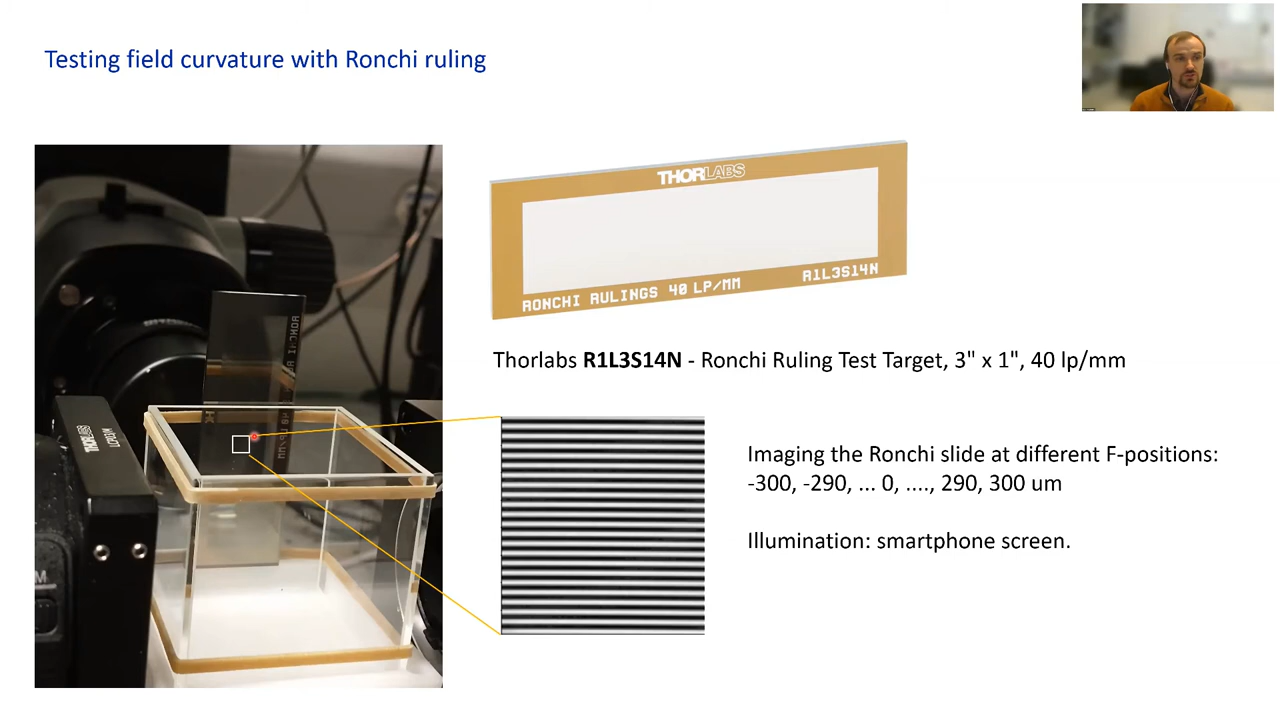 Testing field curvature with Ronchi ruling
THORLABS
RONCHI RULINGS 40 LP/MM
R1L3S14N
Thorlabs R1L3S14N - Ronchi Ruling Test Target, 3" x 1", 40 lp/mm
THORLABS
Imaging the Ronchi slide at different F-positions:
-300, -290, ... 0, ...., 290, 300 um
Illumination: smartphone screen.